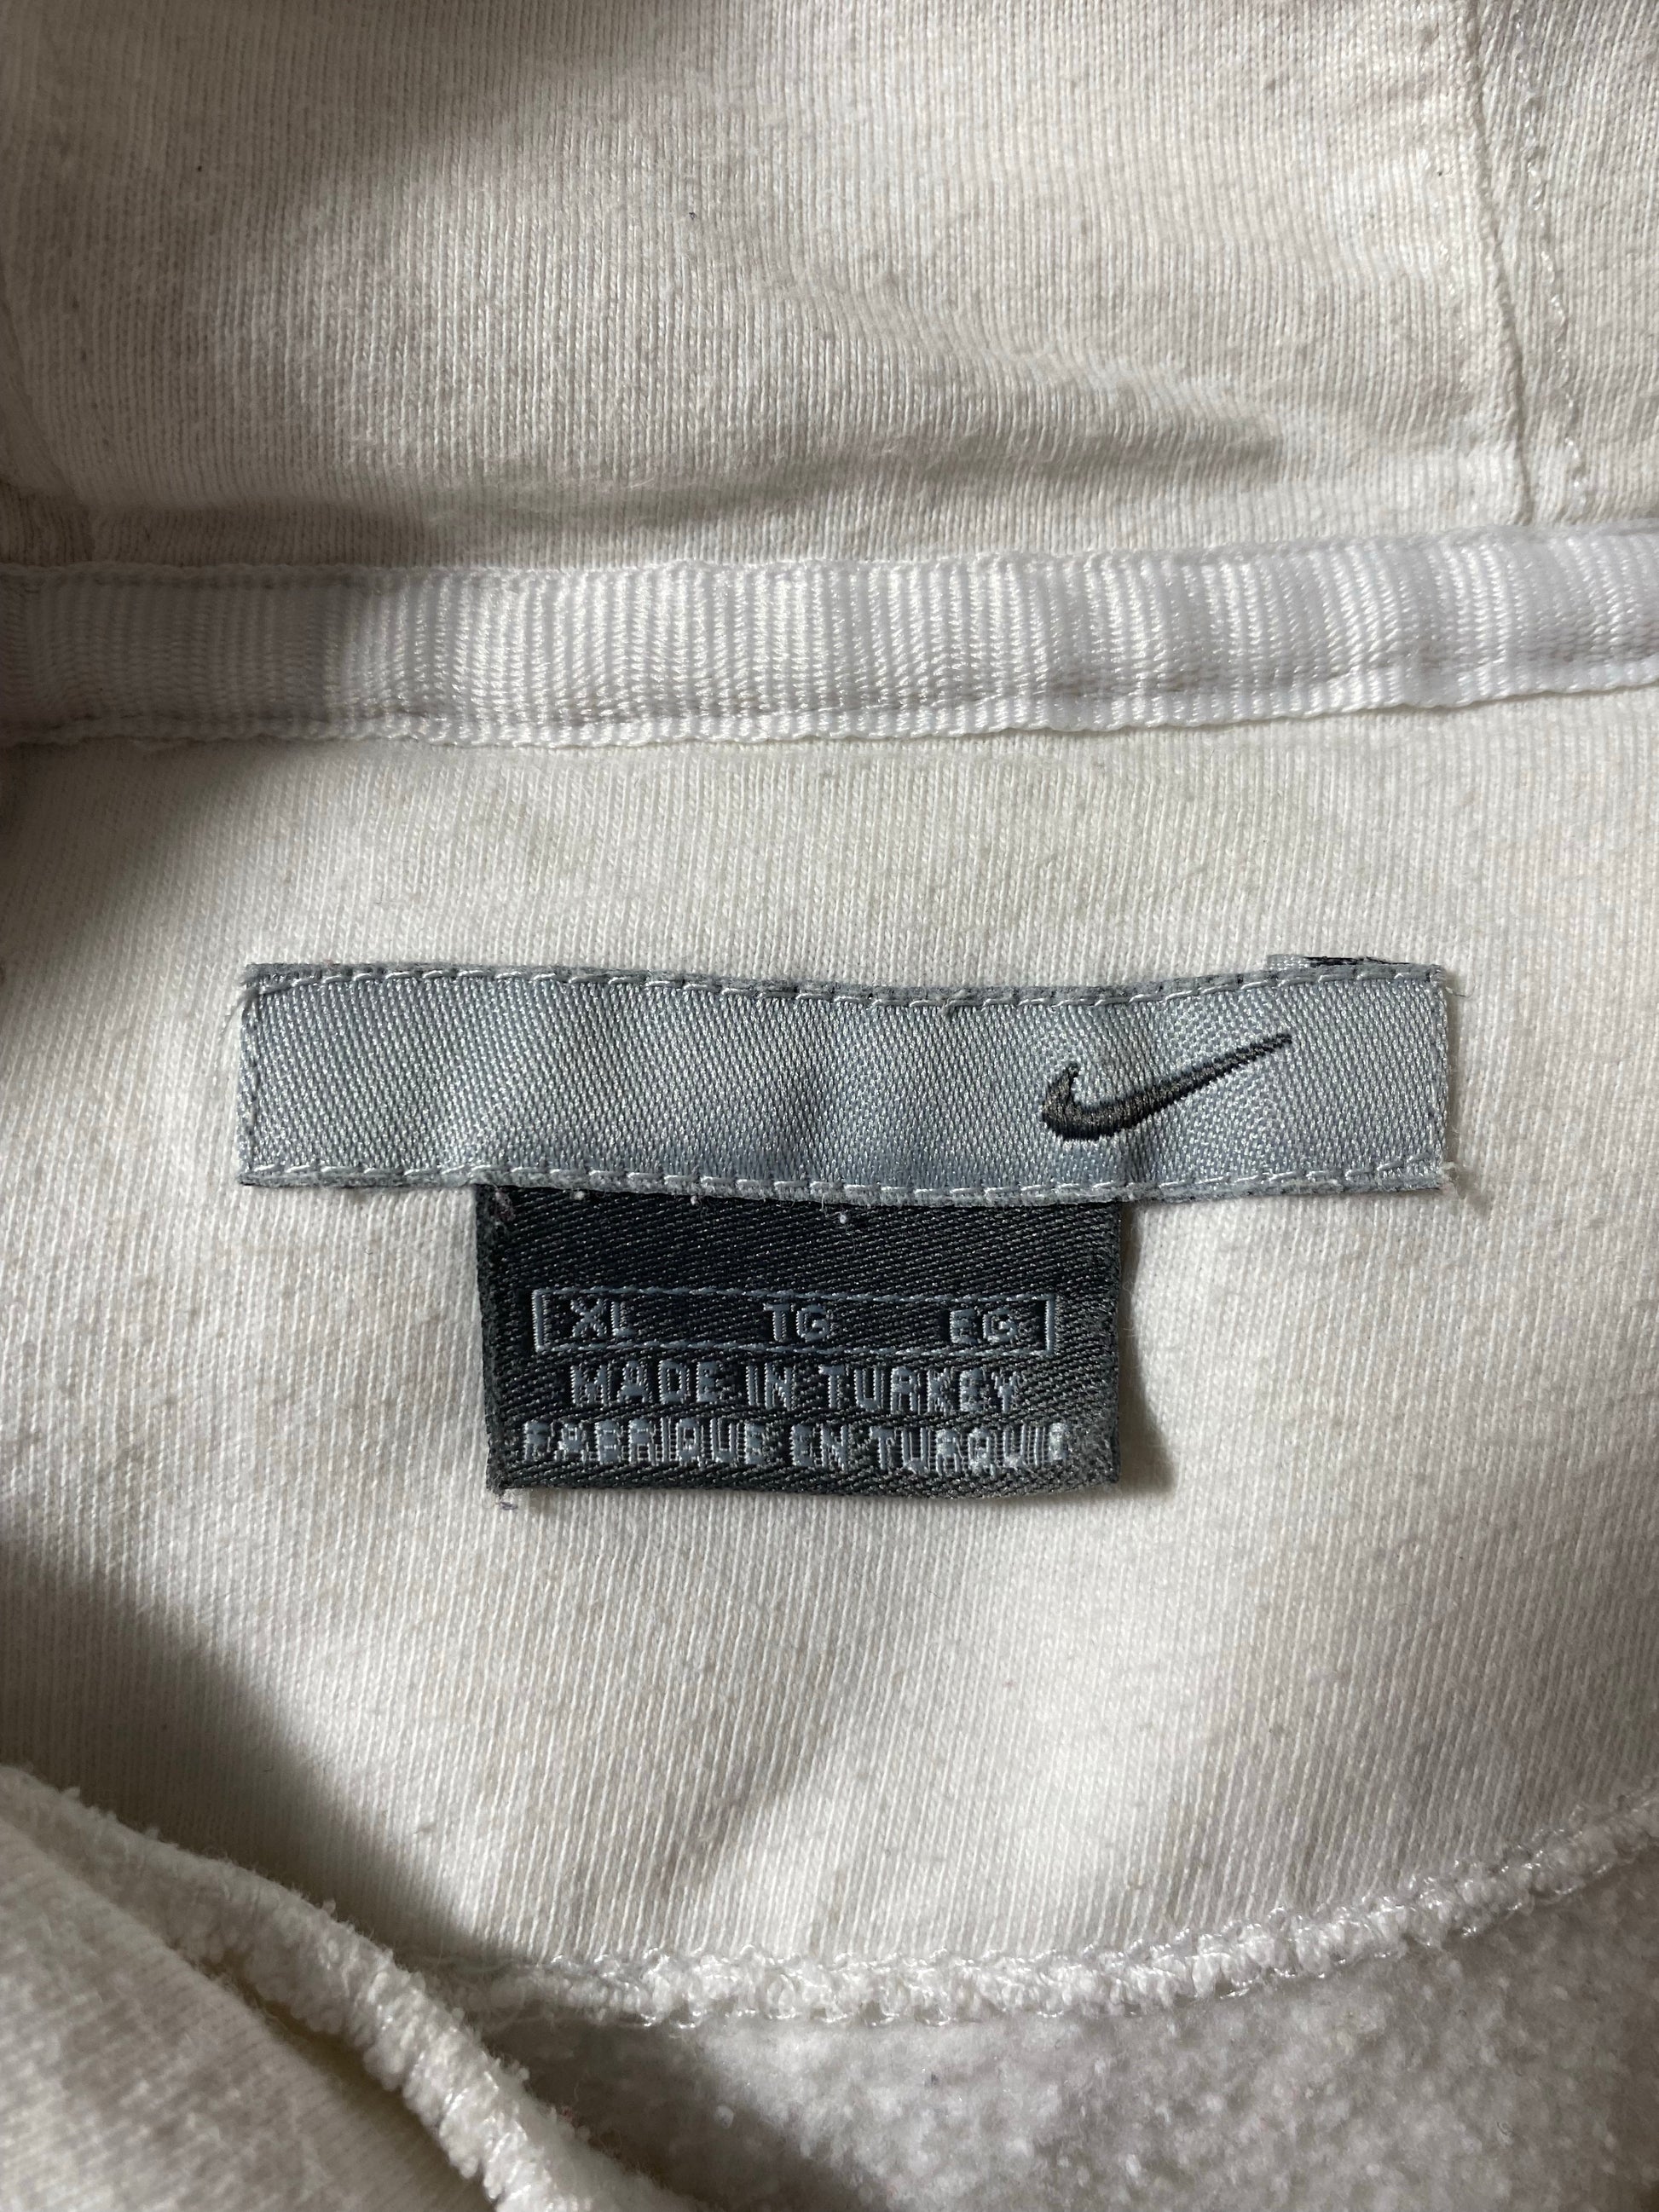 XL TG EG
MADE IN TURKEY
FABRIQUE EN TURQUIE